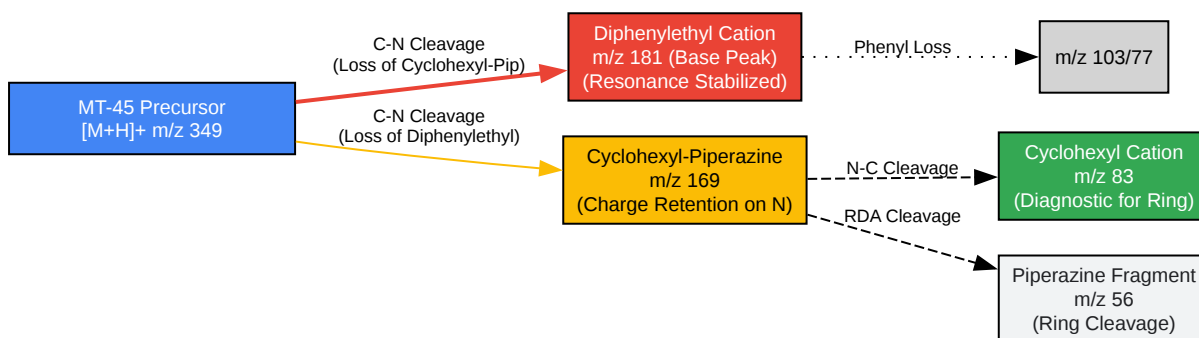 MT-45 Precursor
[M+H]+ m/z 349
C-N Cleavage
(Loss of Cyclohexyl-Pip)
Diphenylethyl Cation
m/z 181 (Base Peak)
(Resonance Stabilized)
Phenyl Loss
m/z 103/77
C-N Cleavage
(Loss of Diphenylethyl)
Cyclohexyl-Piperazine
m/z 169
(Charge Retention on N)
N-C Cleavage
Cyclohexyl Cation
m/z 83
(Diagnostic for Ring)
RDA Cleavage
Piperazine Fragment
m/z 56
(Ring Cleavage)